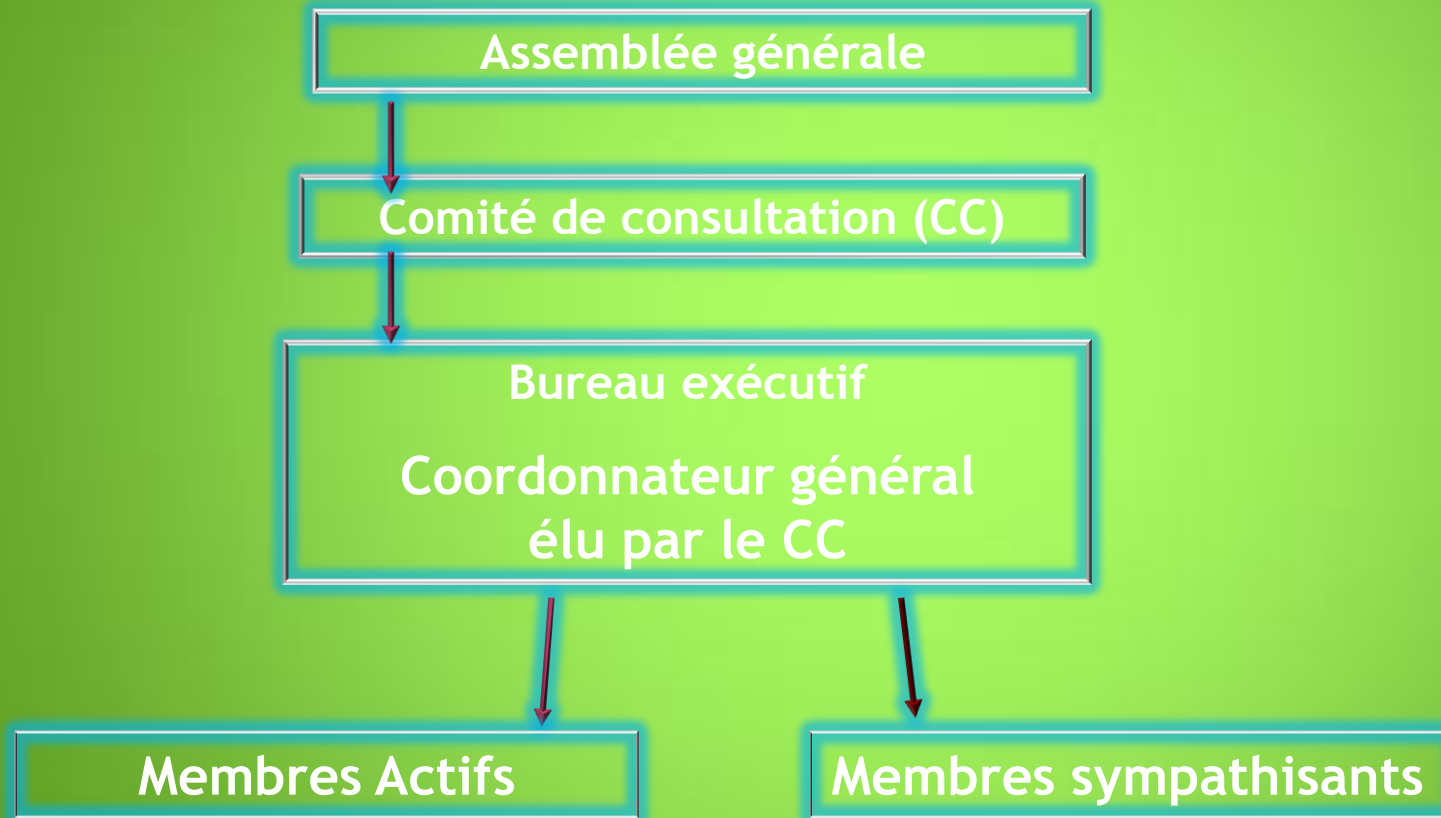 Assemblée générale
Comité de consultation (CC)
Bureau exécutif
Coordonnateur général
élu par le CC
Membres Actifs
Membres sympathisants